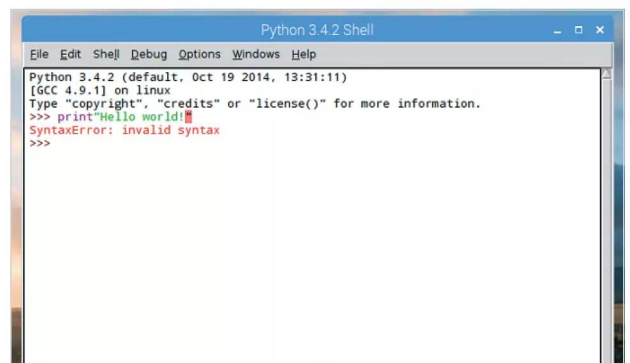 Python 3.4.2 Shell
File Edit Shell Debug Options Windows Help
Python 3.4.2 (default, Oct 19 2014, 13:31:11)
[GCC 4.9.1] on linux
Type "copyright", "credits" or "license()" for more information.
>>> print"Hello world!"
SyntaxError: invalid syntax
>>>